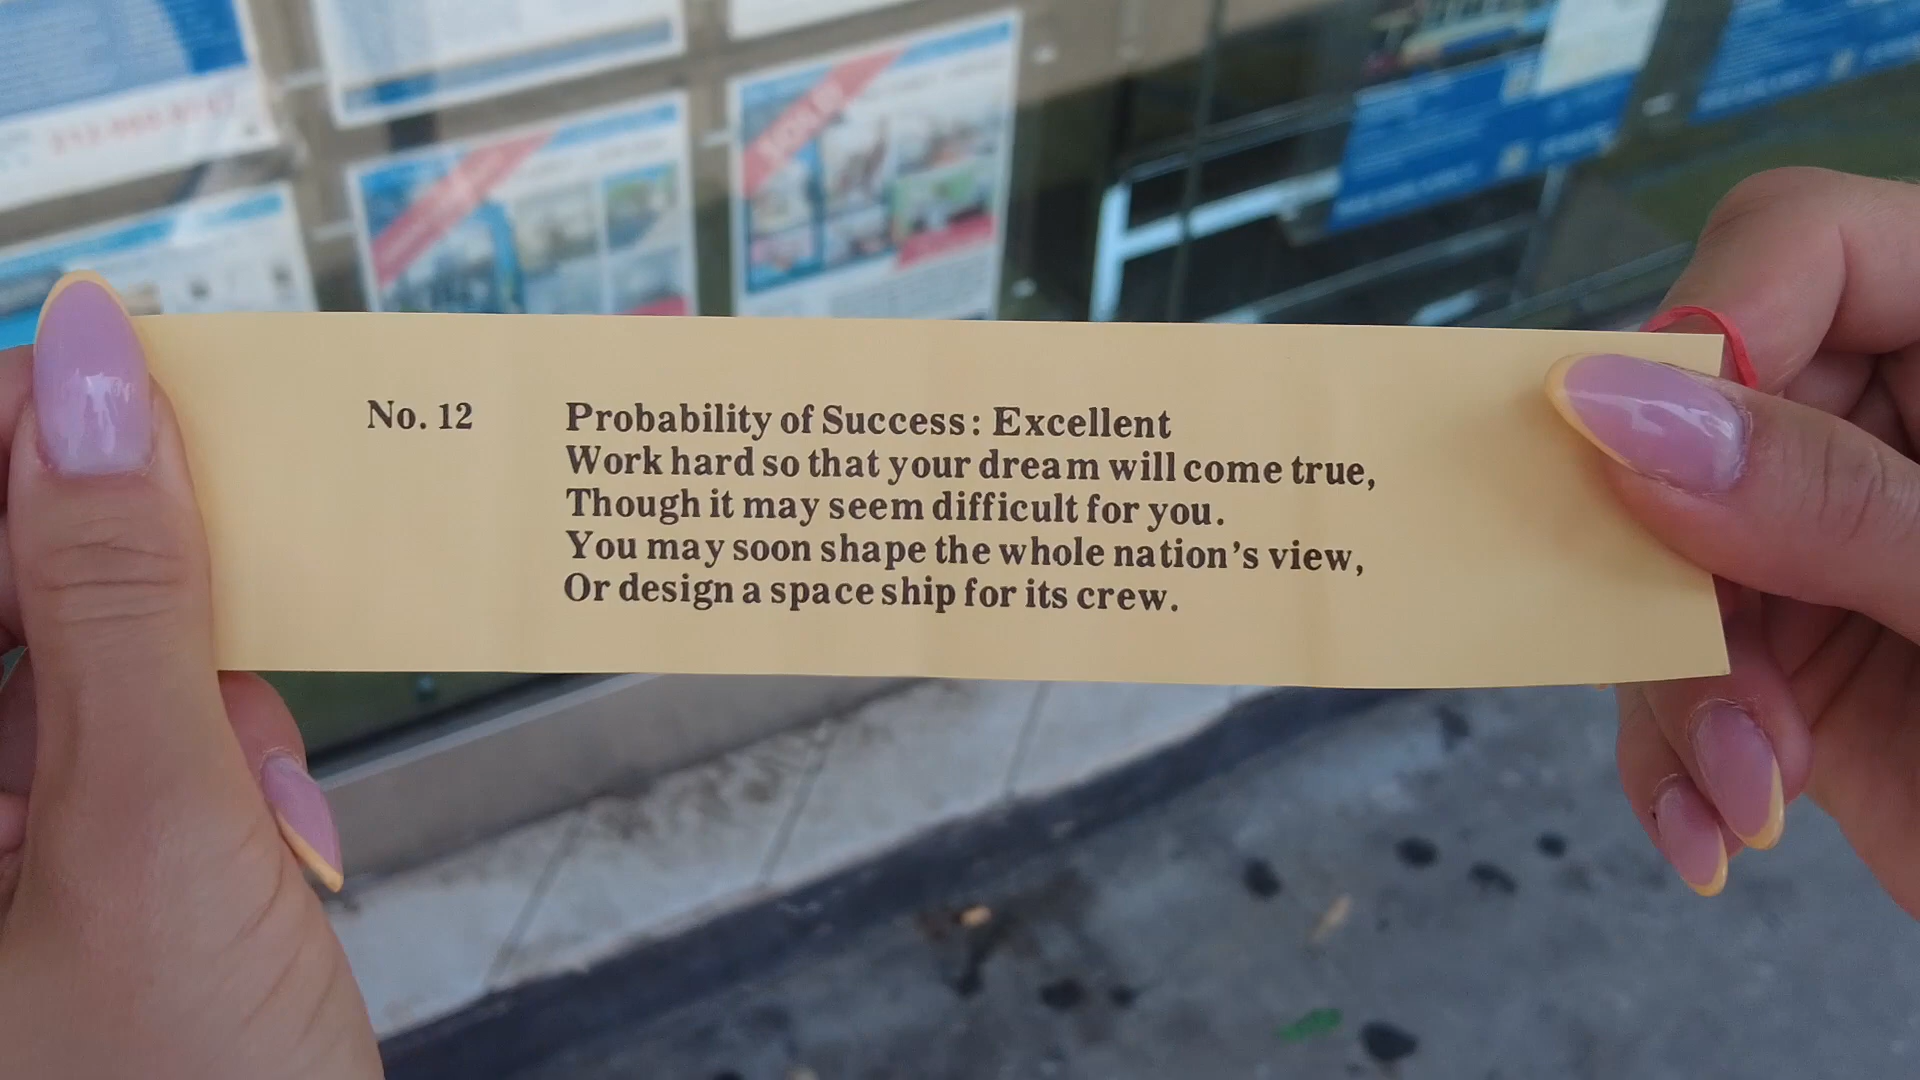 No. 12
Probability of Success: Excellent
Work hard so that your dream will come true,
Though it may seem difficult for you.
You may soon shape the whole nation's view,
Or design a space ship for its crew.
SOLD